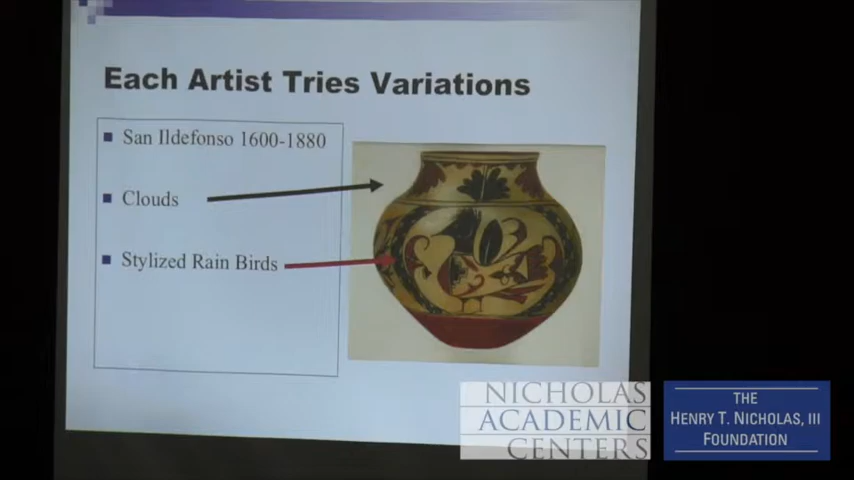 Each Artist Tries Variations
San Ildefonso 1600-1880
Clouds
Stylized Rain Birds
NICHOLAS
ACADEMIC
CENTERS
THE
HENRY T. NICHOLAS, III
FOUNDATION